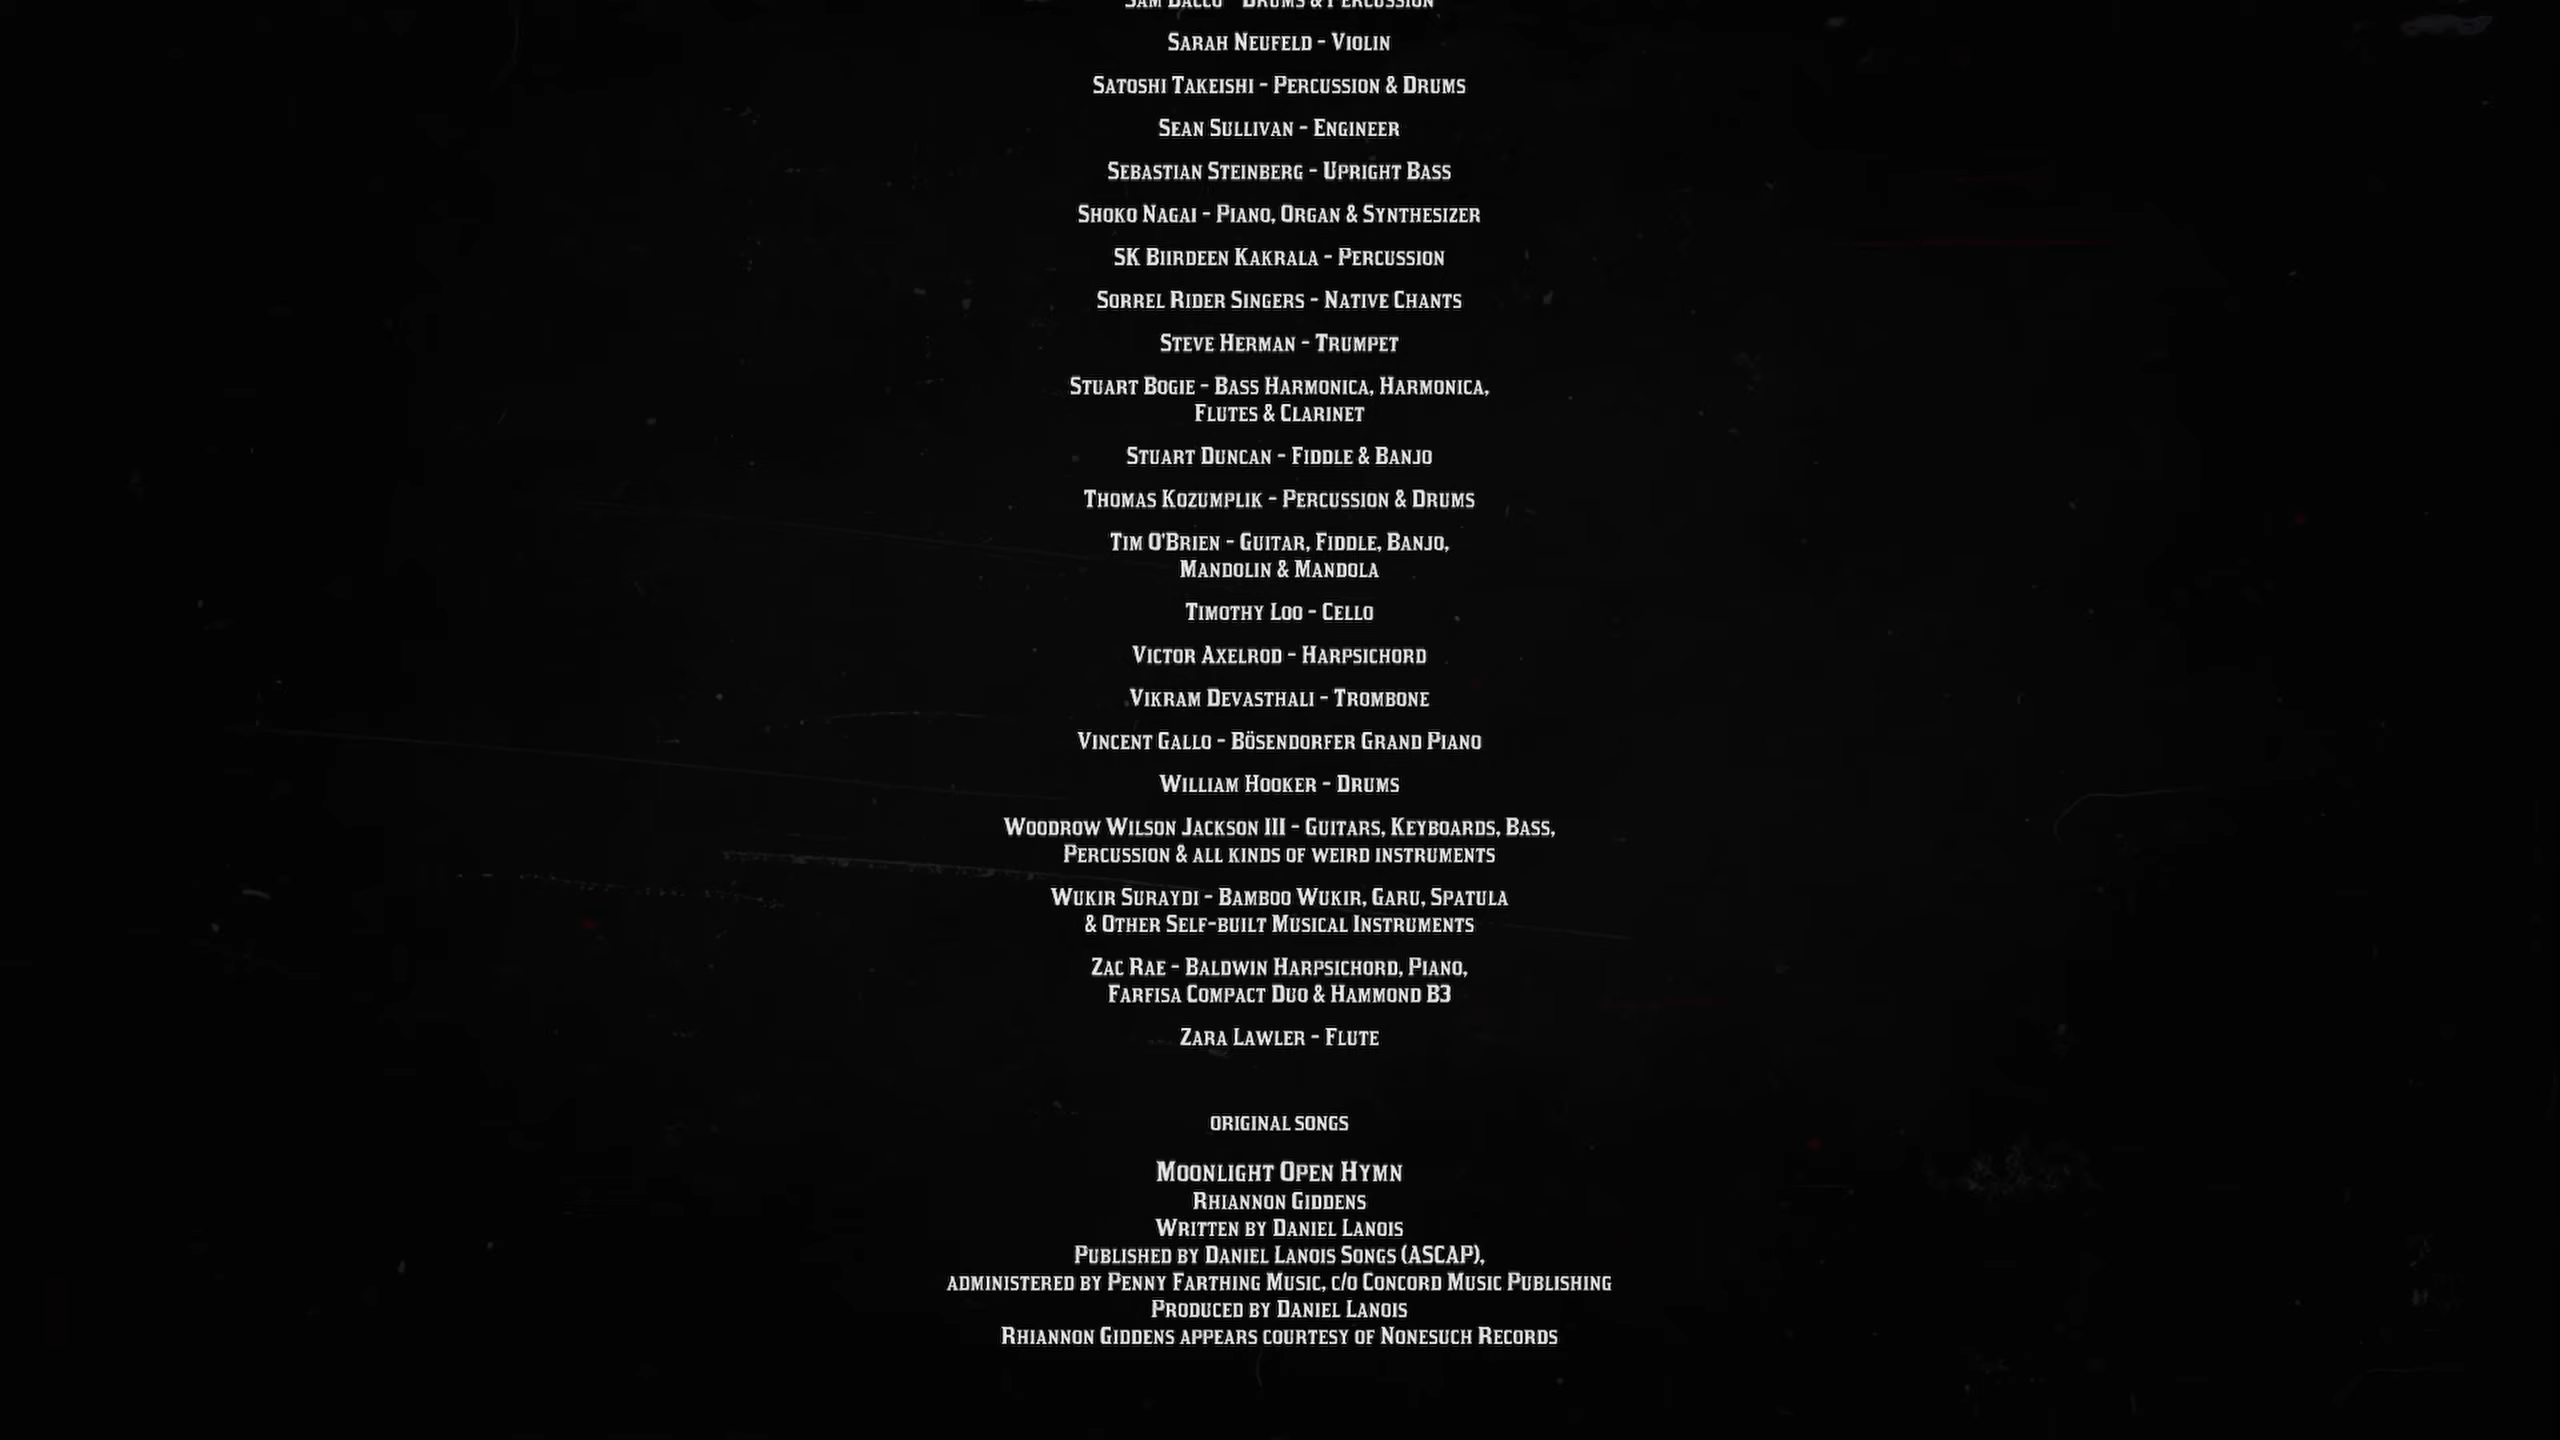 Sam Bacco - Drums & Percussion
Sarah Neufeld - Violin
Satoshi Takeishi - Percussion & Drums
Sean Sullivan - Engineer
Sebastian Steinberg - Upright Bass
Shoko Nagai - Piano, Organ & Synthesizer
SK Biirdeen Kakrala - Percussion
Sorrel Rider Singers - Native Chants
Steve Herman - Trumpet
Stuart Bogie - Bass Harmonica, Harmonica,
Flutes & Clarinet
Stuart Duncan - Fiddle & Banjo
Thomas Kozumplik - Percussion & Drums
Tim O'Brien - Guitar, Fiddle, Banjo,
Mandolin & Mandola
Timothy Loo - Cello
Victor Axelrod - Harpsichord
Vikram Devasthali - Trombone
Vincent Gallo - Bösendorfer Grand Piano
William Hooker - Drums
Woodrow Wilson Jackson III - Guitars, Keyboards, Bass,
Percussion & all kinds of weird instruments
Wukir Suraydi - Bamboo Wukir, Garu, Spatula
& Other Self-built Musical Instruments
Zac Rae - Baldwin Harpsichord, Piano,
Farfisa Compact Duo & Hammond B3
Zara Lawler - Flute
original songs
Moonlight Open Hymn
Rhiannon Giddens
Written by Daniel Lanois
Published by Daniel Lanois Songs (ASCAP),
administered by Penny Farthing Music, c/o Concord Music Publishing
Produced by Daniel Lanois
Rhiannon Giddens appears courtesy of Nonesuch Records